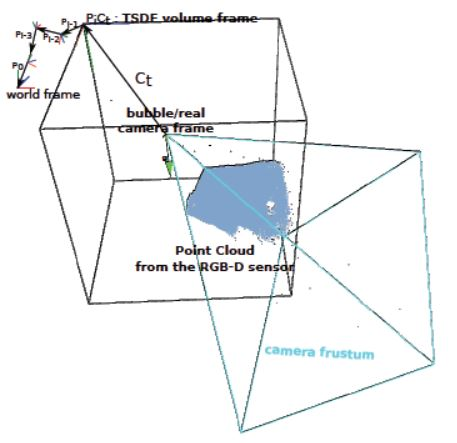 Pi-1
PiCt : TSDF volume frame
Pi-3
Pi-2
P0
world frame
Ct
bubble/real
camera frame
Point Cloud
from the RGB-D sensor
camera frustum